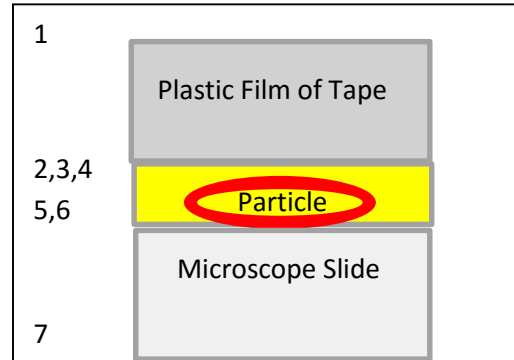 1
Plastic Film of Tape
2,3,4
5,6
Particle
Microscope Slide
7